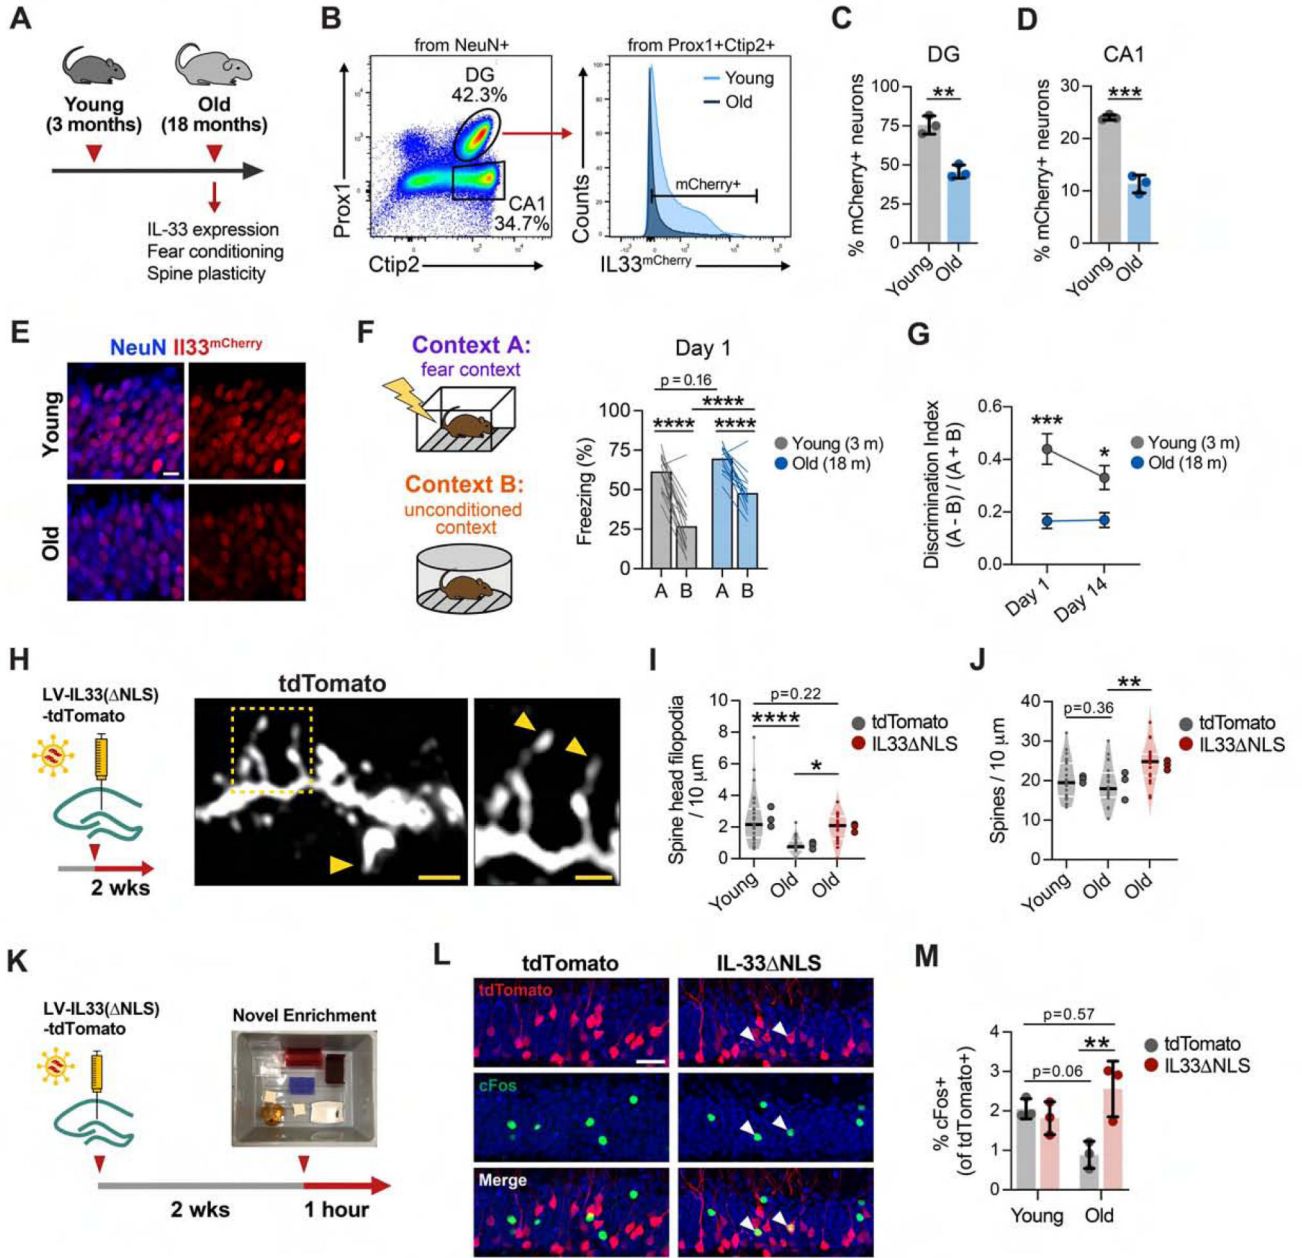 A
Young
(3 months)
Old
(18 months)
IL-33 expression
Fear conditioning
Spine plasticity
B
from NeuN+
DG
42.3%
CA1
34.7%
Prox1
Ctip2
from Prox1+Ctip2+
Young
Old
mCherry+
Counts
100
80
60
40
20
0
IL33mCherry
C
DG
**
% mCherry+ neurons
100
75
50
25
0
Young
Old
D
CA1
***
% mCherry+ neurons
30
20
10
0
Young
Old
E
NeuN Il33mCherry
Young
Old
F
Context A:
fear context
Context B:
unconditioned
context
Day 1
p = 0.16
****
**** ****
Freezing (%)
100
75
50
25
0
A B A B
Young (3 m)
Old (18 m)
G
Discrimination Index
(A - B) / (A + B)
0.6
0.4
0.2
0.0
***
*
Day 1
Day 14
Young (3 m)
Old (18 m)
H
LV-IL33(ΔNLS)
-tdTomato
2 wks
tdTomato
I
Spine head filopodia
/ 10 μm
10
8
6
4
2
0
p=0.22
****
*
Young
Old
Old
tdTomato
IL33ΔNLS
J
Spines / 10 μm
40
30
20
10
0
**
p=0.36
Young
Old
Old
tdTomato
IL33ΔNLS
K
LV-IL33(ΔNLS)
-tdTomato
Novel Enrichment
2 wks
1 hour
L
tdTomato
IL-33ΔNLS
tdTomato
cFos
Merge
M
% cFos+
(of tdTomato+)
4
3
2
1
0
p=0.57
**
p=0.06
Young
Old
tdTomato
IL33ΔNLS